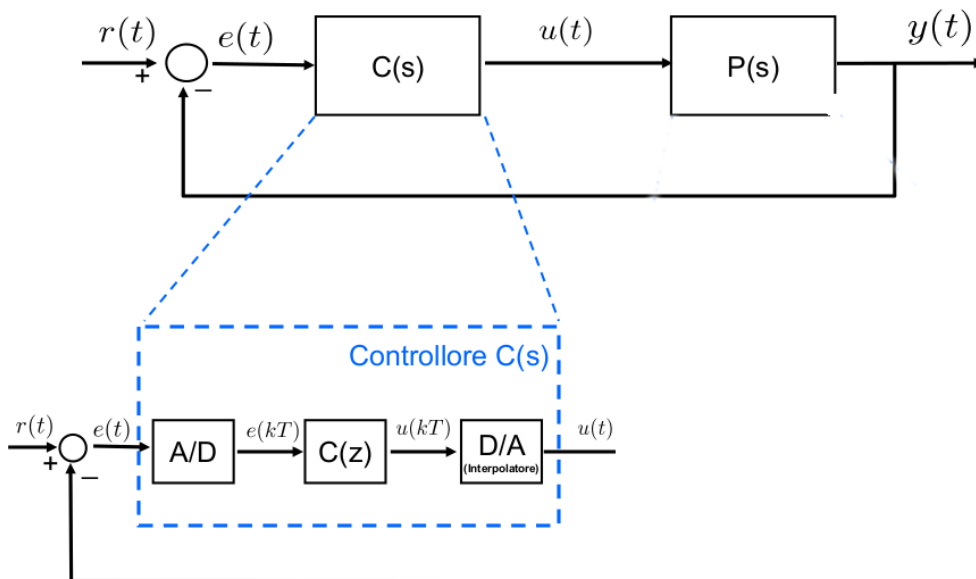 r(t) e(t) C(s) u(t) P(s) y(t)
+ −
Controllore C(s)
r(t) e(t) A/D e(kT) C(z) u(kT) D/A u(t)
(Interpolatore)
+ −